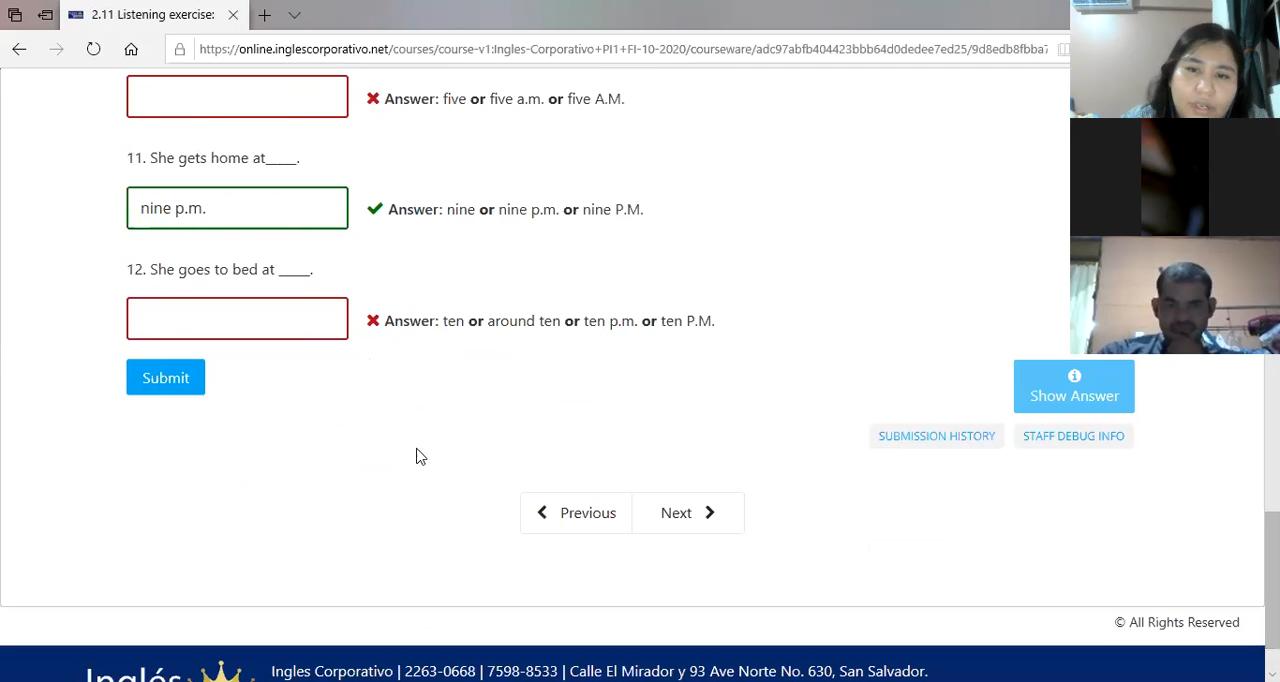 2.11 Listening exercise:
https://online.inglescorporativo.net/courses/course-v1:Ingles-Corporativo+PI1+FI-10-2020/courseware/adc97abfb404423bbb64d0dedee7ed25/9d8edb8fbba7
Answer: five or five a.m. or five A.M.
11. She gets home at____.
nine p.m.
Answer: nine or nine p.m. or nine P.M.
12. She goes to bed at ____.
Answer: ten or around ten or ten p.m. or ten P.M.
Submit
Show Answer
SUBMISSION HISTORY
STAFF DEBUG INFO
Previous
Next
© All Rights Reserved
Inglés
Ingles Corporativo | 2263-0668 | 7598-8533 | Calle El Mirador y 93 Ave Norte No. 630, San Salvador.